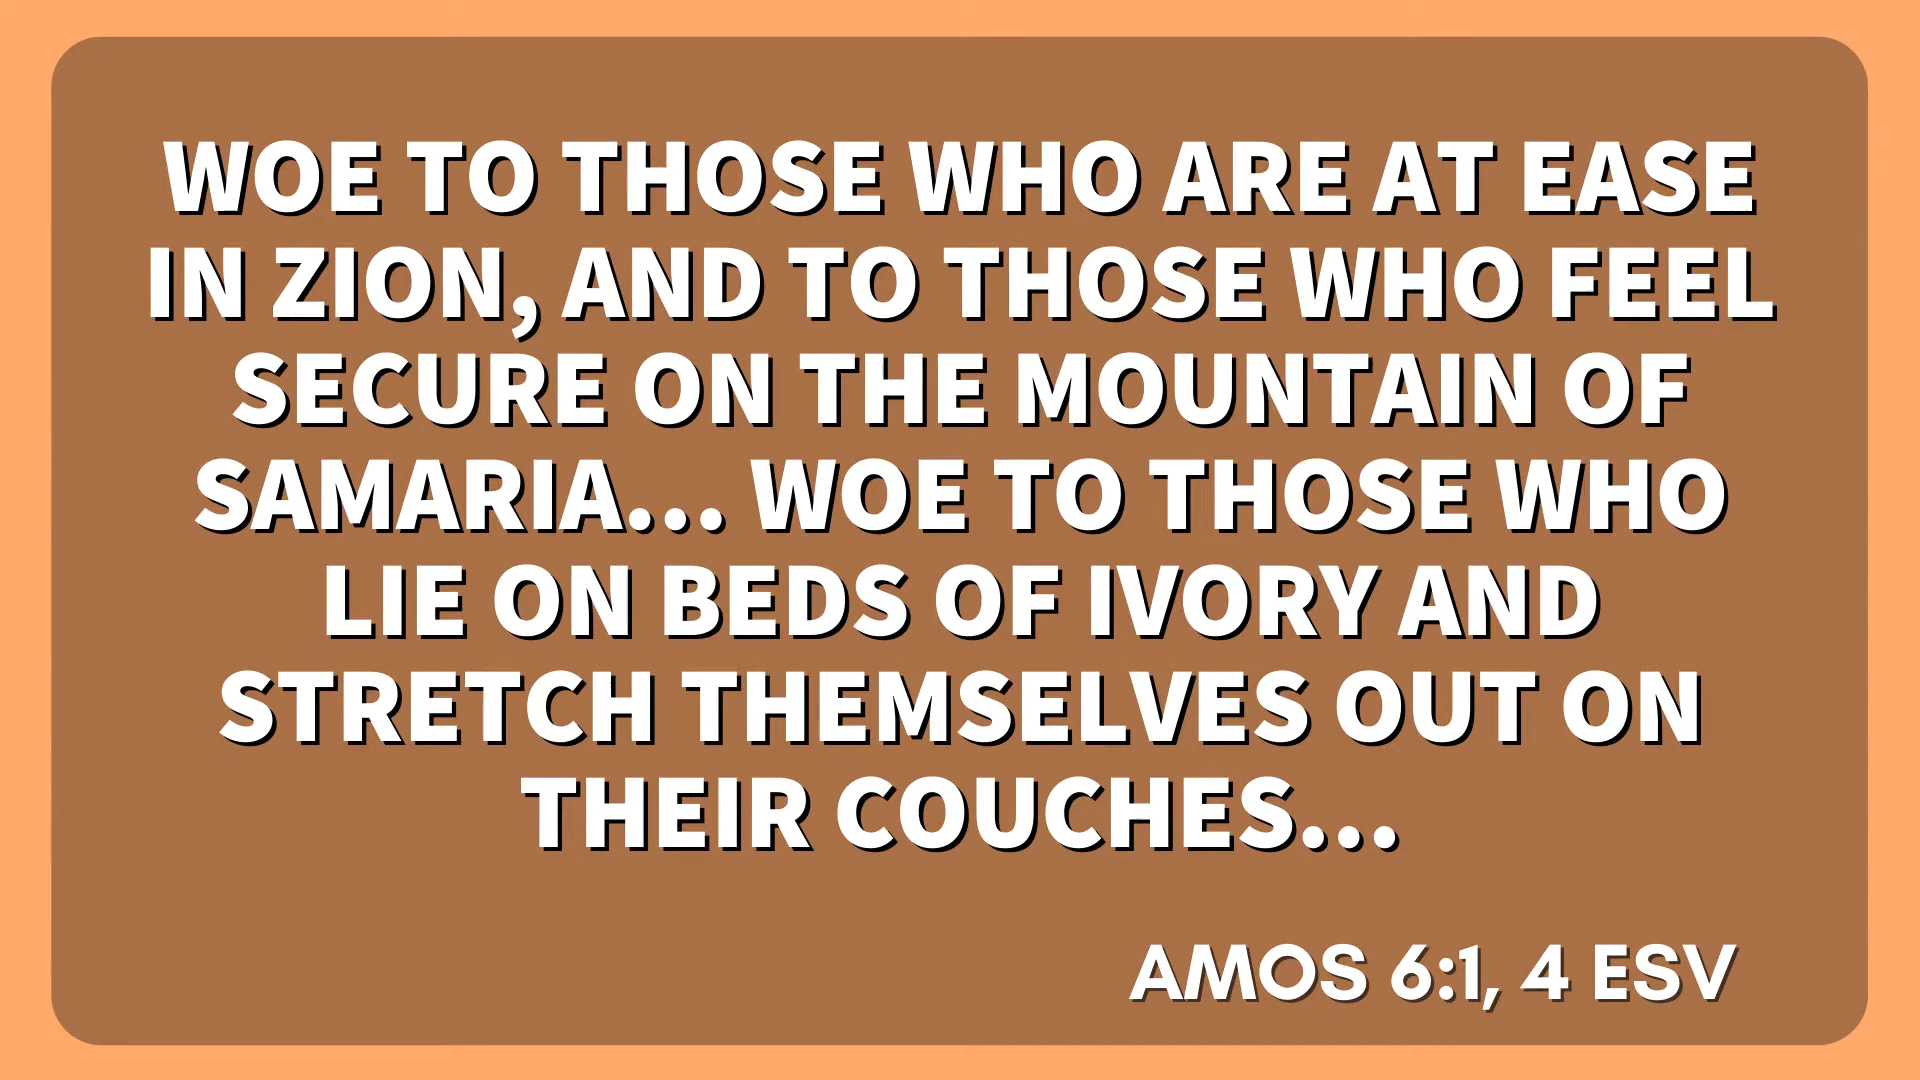 WOE TO THOSE WHO ARE AT EASE
IN ZION, AND TO THOSE WHO FEEL
SECURE ON THE MOUNTAIN OF
SAMARIA... WOE TO THOSE WHO
LIE ON BEDS OF IVORY AND
STRETCH THEMSELVES OUT ON
THEIR COUCHES...
AMOS 6:1, 4 ESV